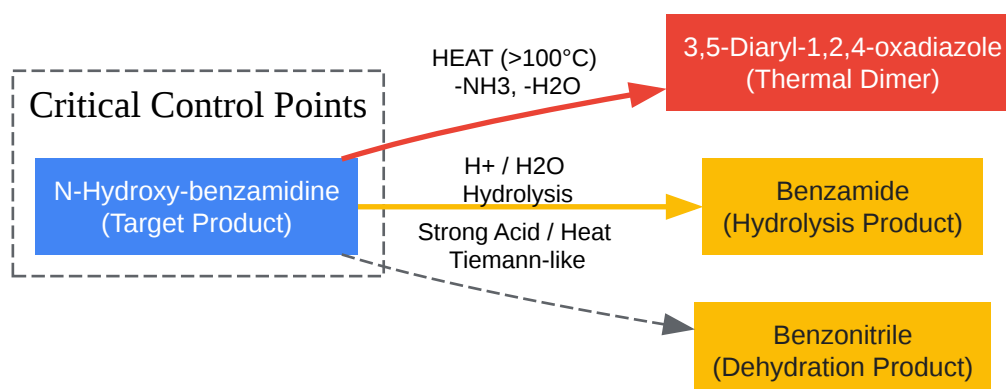 Critical Control Points
N-Hydroxy-benzamidine
(Target Product)
HEAT (>100°C)
-NH3, -H2O
3,5-Diaryl-1,2,4-oxadiazole
(Thermal Dimer)
H+ / H2O
Hydrolysis
Benzamide
(Hydrolysis Product)
Strong Acid / Heat
Tiemann-like
Benzonitrile
(Dehydration Product)